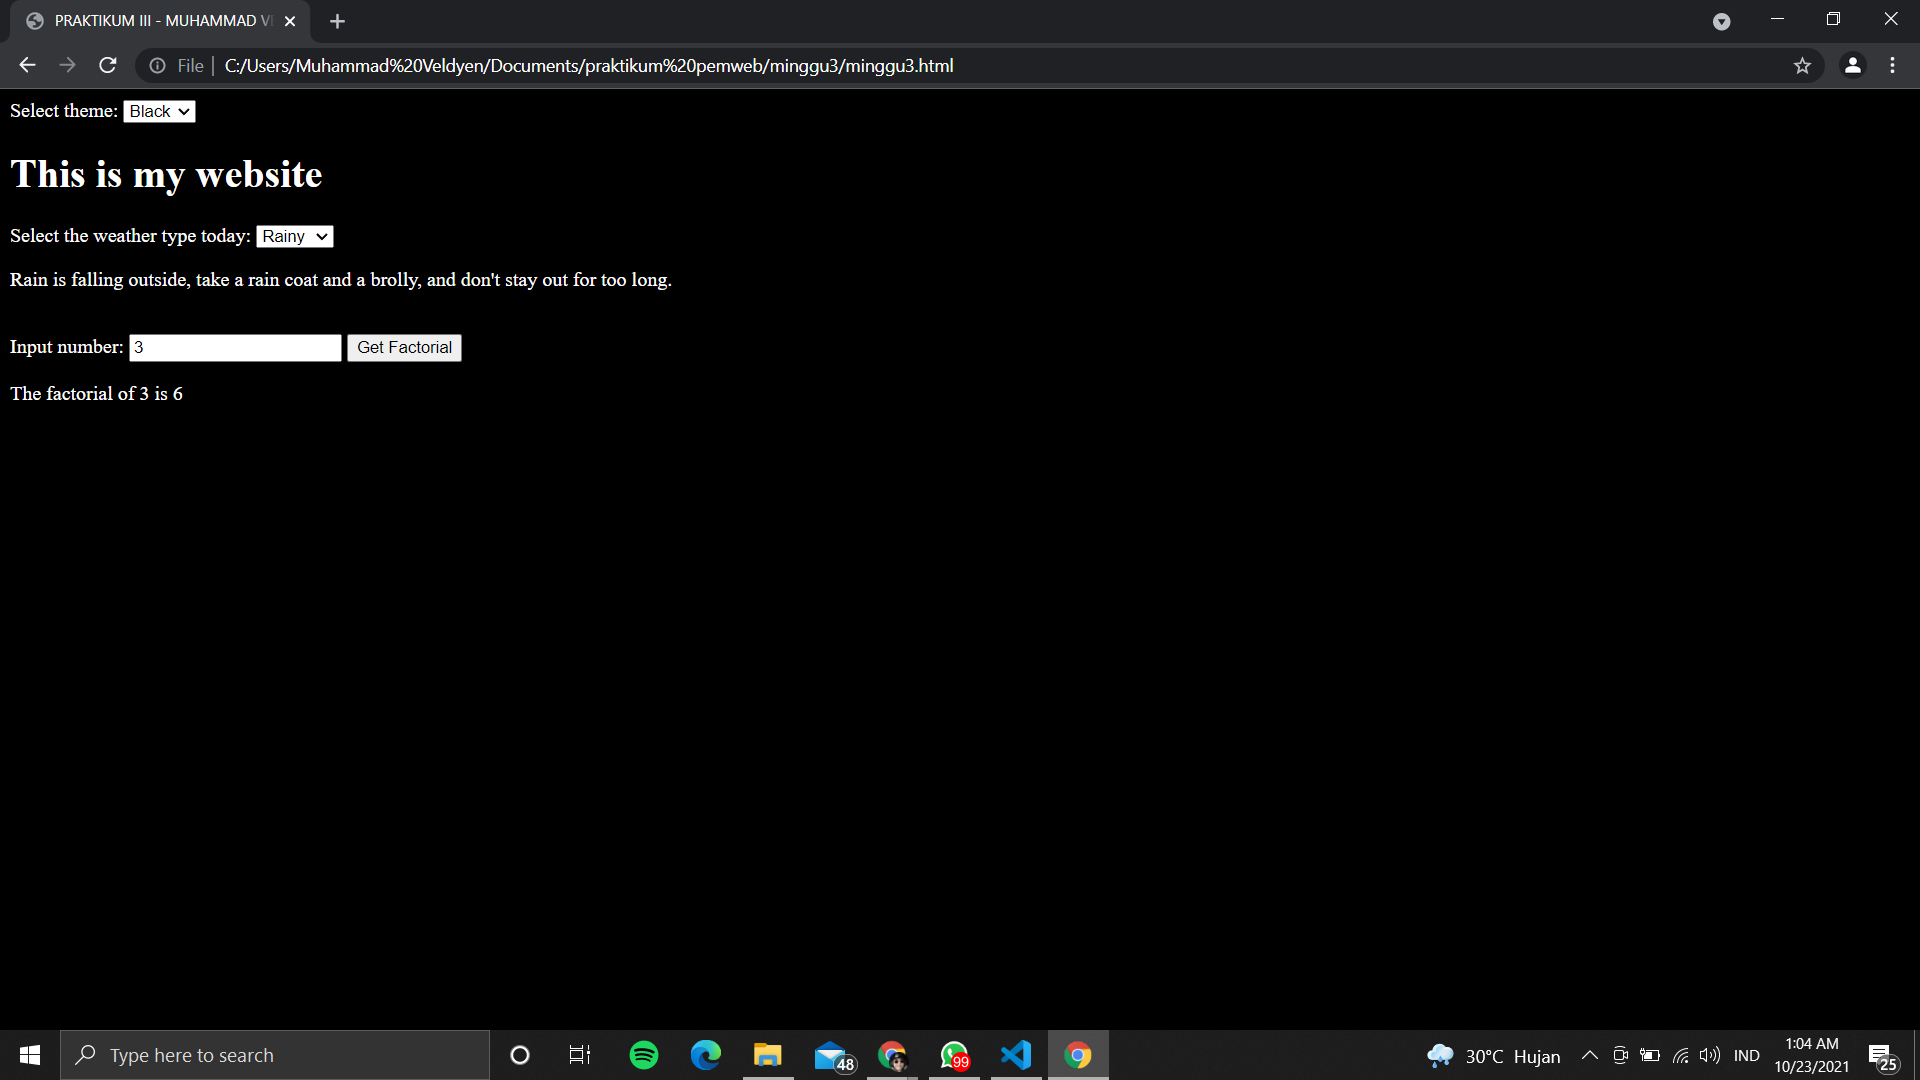 PRAKTIKUM III - MUHAMMAD
File | C:/Users/Muhammad%20Veldyen/Documents/praktikum%20pemweb/minggu3/minggu3.html
Select theme: Black
This is my website
Select the weather type today: Rainy
Rain is falling outside, take a rain coat and a brolly, and don't stay out for too long.
Input number: 3 Get Factorial
The factorial of 3 is 6
Type here to search
48
99
30°C Hujan
IND
1:04 AM
10/23/2021
25